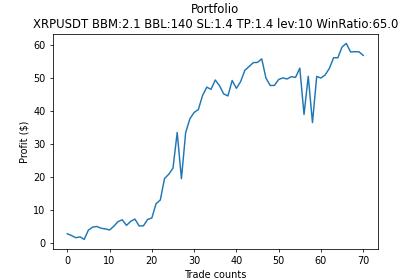 Portfolio
XRPUSDT BBM:2.1 BBL:140 SL:1.4 TP:1.4 lev:10 WinRatio:65.0
60
50
40
30
20
10
0
Profit ($)
0 10 20 30 40 50 60 70
Trade counts